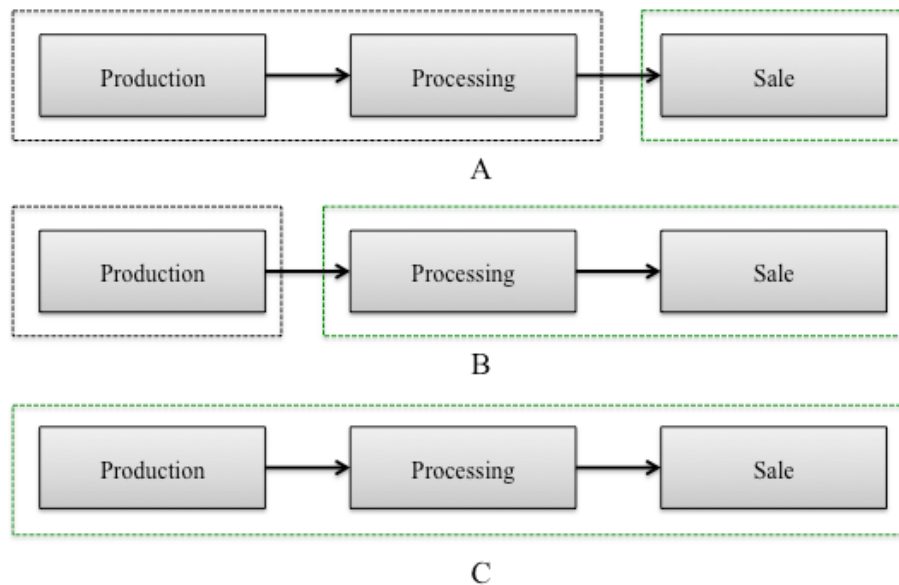 Production Processing Sale
A
Production Processing Sale
B
Production Processing Sale
C